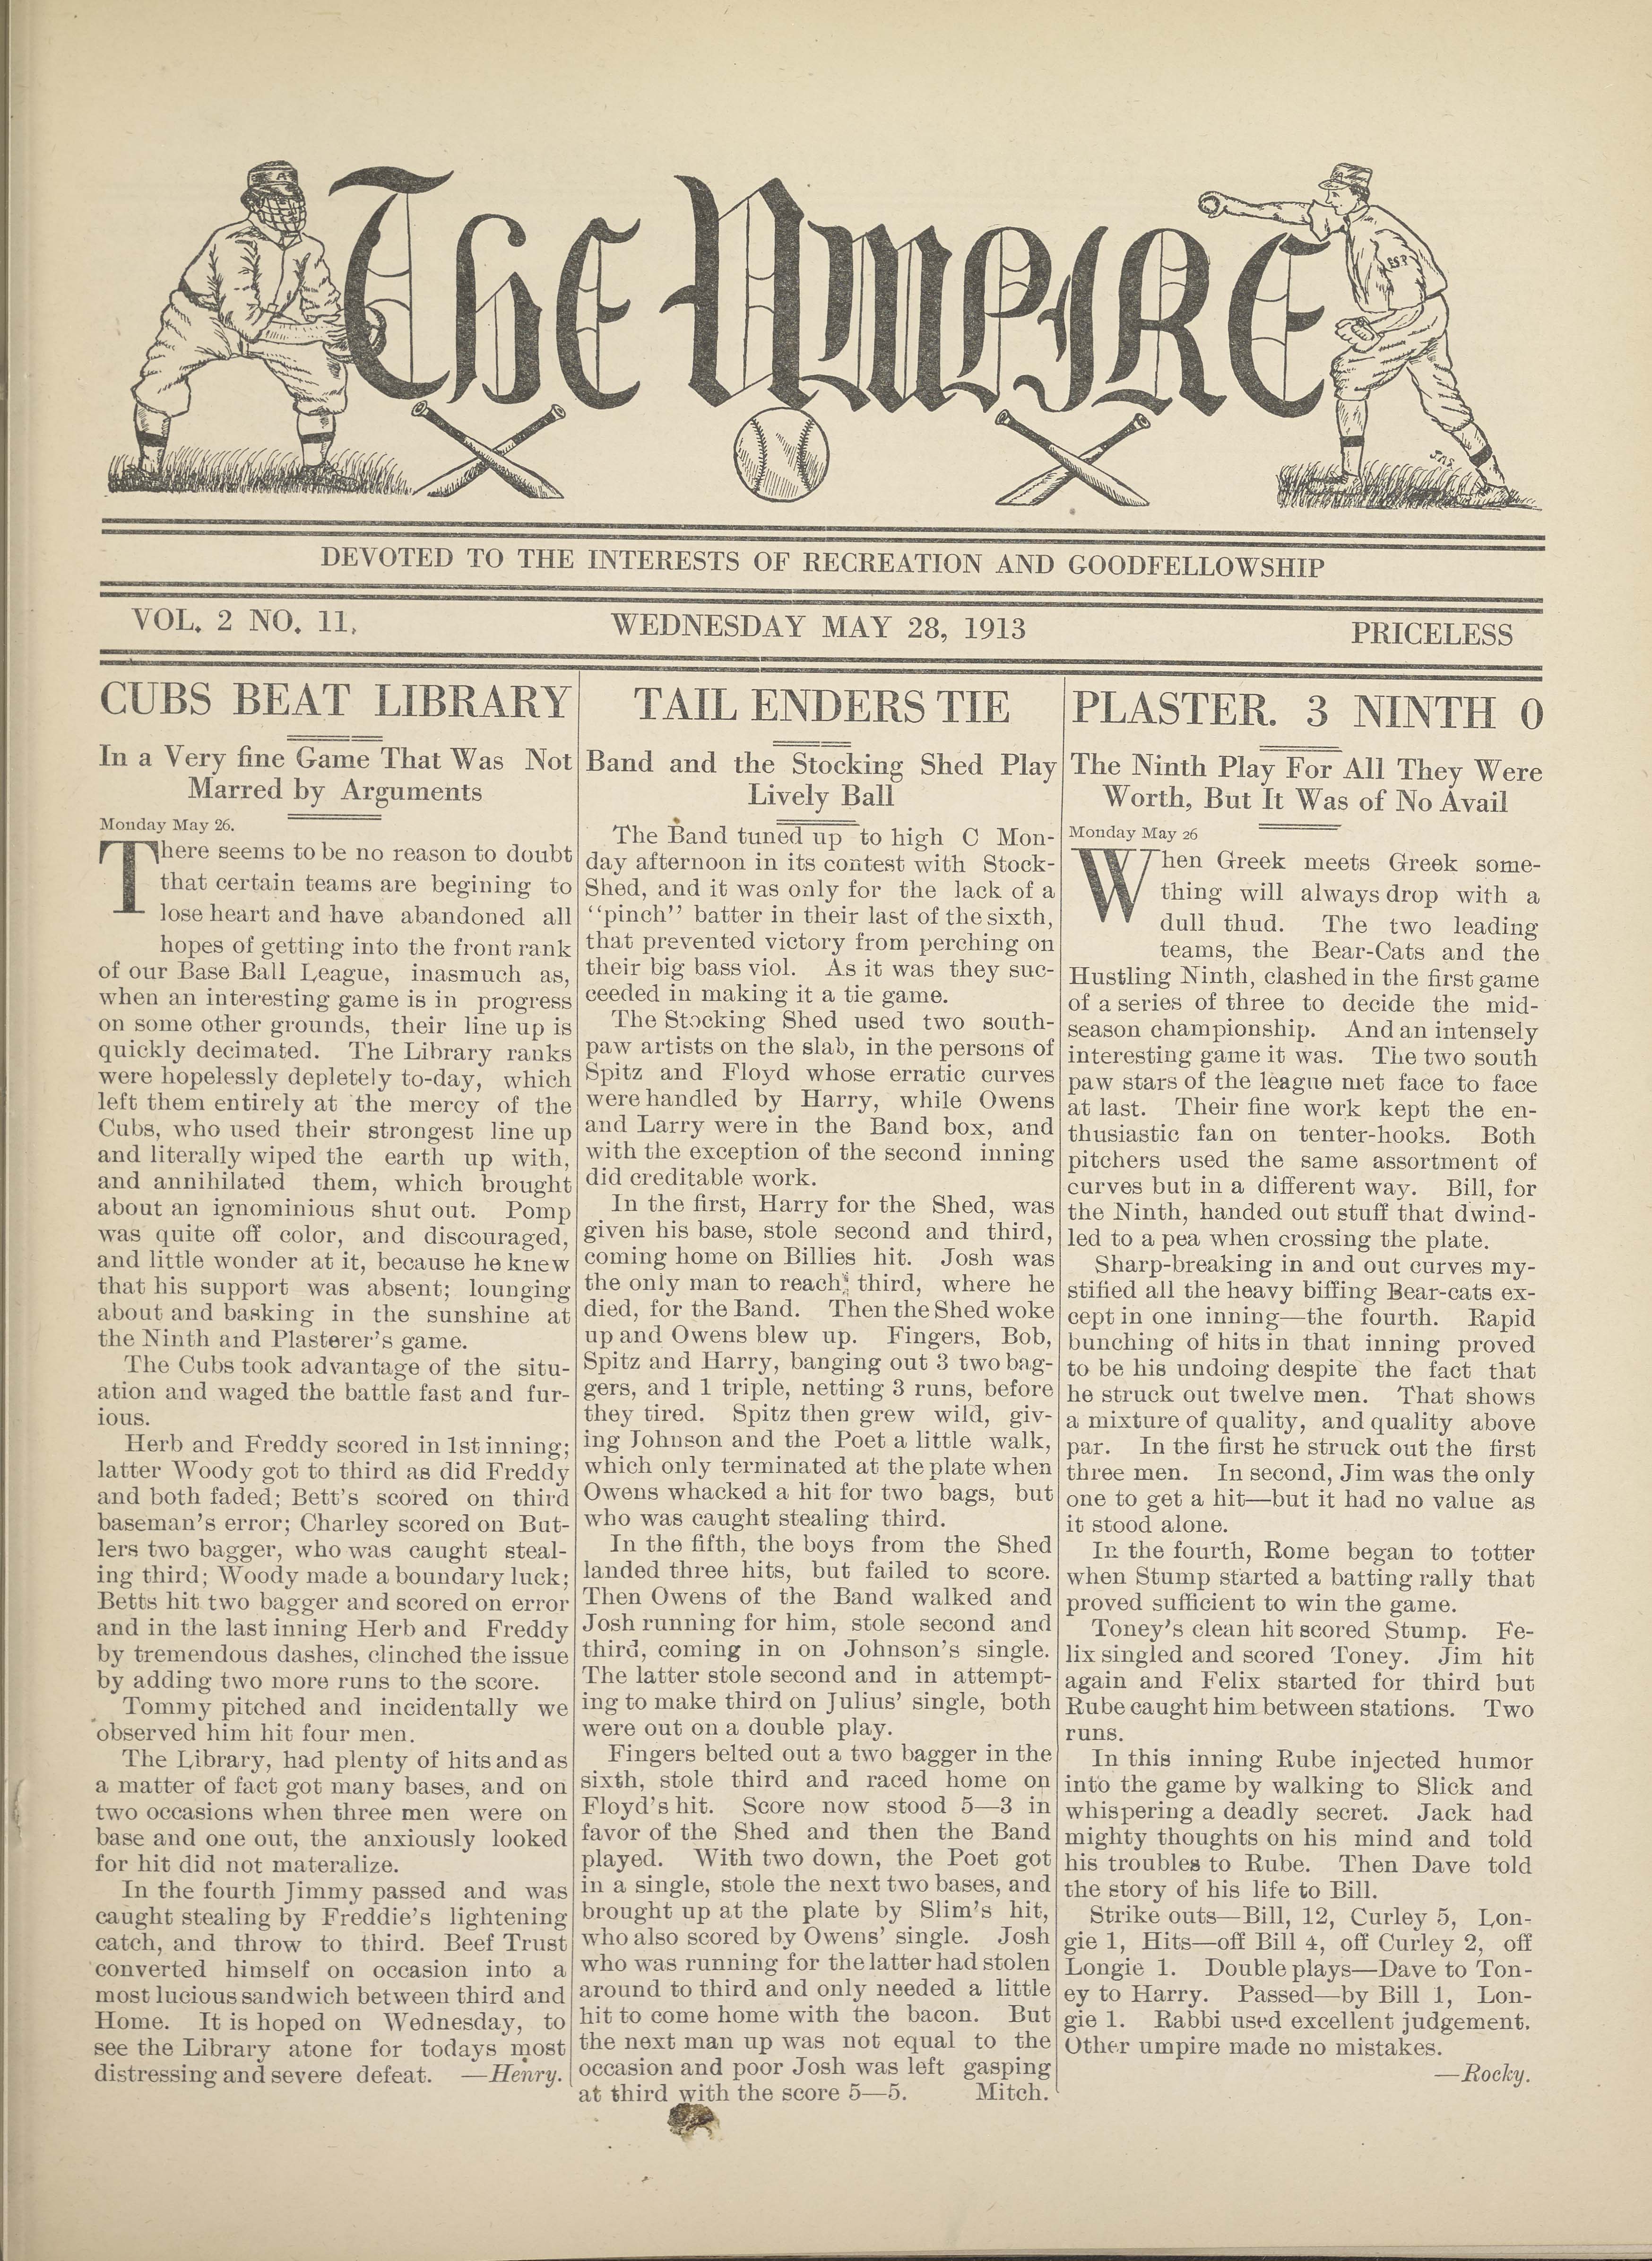 The Umpire
DEVOTED TO THE INTERESTS OF RECREATION AND GOODFELLOWSHIP
VOL. 2 NO. 11.
WEDNESDAY MAY 28, 1913
PRICELESS
CUBS BEAT LIBRARY
In a Very fine Game That Was Not
Marred by Arguments
Monday May 26.
There seems to be no reason to doubt
that certain teams are begining to
lose heart and have abandoned all
hopes of getting into the front rank
of our Base Ball League, inasmuch as,
when an interesting game is in progress
on some other grounds, their line up is
quickly decimated. The Library ranks
were hopelessly depletely to-day, which
left them entirely at the mercy of the
Cubs, who used their strongest line up
and literally wiped the earth up with,
and annihilated them, which brought
about an ignominious shut out. Pomp
was quite off color, and discouraged,
and little wonder at it, because he knew
that his support was absent; lounging
about and basking in the sunshine at
the Ninth and Plasterer's game.
The Cubs took advantage of the situ-
ation and waged the battle fast and fur-
ious.
Herb and Freddy scored in 1st inning;
latter Woody got to third as did Freddy
and both faded; Bett's scored on third
baseman's error; Charley scored on But-
lers two bagger, who was caught steal-
ing third; Woody made a boundary luck;
Betts hit two bagger and scored on error
and in the last inning Herb and Freddy
by tremendous dashes, clinched the issue
by adding two more runs to the score.
Tommy pitched and incidentally we
observed him hit four men.
The Library, had plenty of hits and as
a matter of fact got many bases, and on
two occasions when three men were on
base and one out, the anxiously looked
for hit did not materalize.
In the fourth Jimmy passed and was
caught stealing by Freddie's lightening
catch, and throw to third. Beef Trust
converted himself on occasion into a
most lucious sandwich between third and
Home. It is hoped on Wednesday, to
see the Library atone for todays most
distressing and severe defeat. —Henry.
TAIL ENDERS TIE
Band and the Stocking Shed Play
Lively Ball
The Band tuned up to high C Mon-
day afternoon in its contest with Stock-
Shed, and it was only for the lack of a
"pinch" batter in their last of the sixth,
that prevented victory from perching on
their big bass viol. As it was they suc-
ceeded in making it a tie game.
The Stocking Shed used two south-
paw artists on the slab, in the persons of
Spitz and Floyd whose erratic curves
were handled by Harry, while Owens
and Larry were in the Band box, and
with the exception of the second inning
did creditable work.
In the first, Harry for the Shed, was
given his base, stole second and third,
coming home on Billies hit. Josh was
the only man to reach third, where he
died, for the Band. Then the Shed woke
up and Owens blew up. Fingers, Bob,
Spitz and Harry, banging out 3 two bag-
gers, and 1 triple, netting 3 runs, before
they tired. Spitz then grew wild, giv-
ing Johnson and the Poet a little walk,
which only terminated at the plate when
Owens whacked a hit for two bags, but
who was caught stealing third.
In the fifth, the boys from the Shed
landed three hits, but failed to score.
Then Owens of the Band walked and
Josh running for him, stole second and
third, coming in on Johnson's single.
The latter stole second and in attempt-
ing to make third on Julius' single, both
were out on a double play.
Fingers belted out a two bagger in the
sixth, stole third and raced home on
Floyd's hit. Score now stood 5—3 in
favor of the Shed and then the Band
played. With two down, the Poet got
in a single, stole the next two bases, and
brought up at the plate by Slim's hit,
who also scored by Owens' single. Josh
who was running for the latter had stolen
around to third and only needed a little
hit to come home with the bacon. But
the next man up was not equal to the
occasion and poor Josh was left gasping
at third with the score 5—5. Mitch.
PLASTER. 3 NINTH 0
The Ninth Play For All They Were
Worth, But It Was of No Avail
Monday May 26
When Greek meets Greek some-
thing will always drop with a
dull thud. The two leading
teams, the Bear-Cats and the
Hustling Ninth, clashed in the first game
of a series of three to decide the mid-
season championship. And an intensely
interesting game it was. The two south
paw stars of the league met face to face
at last. Their fine work kept the en-
thusiastic fan on tenter-hooks. Both
pitchers used the same assortment of
curves but in a different way. Bill, for
the Ninth, handed out stuff that dwind-
led to a pea when crossing the plate.
Sharp-breaking in and out curves my-
stified all the heavy biffing Bear-cats ex-
cept in one inning—the fourth. Rapid
bunching of hits in that inning proved
to be his undoing despite the fact that
he struck out twelve men. That shows
a mixture of quality, and quality above
par. In the first he struck out the first
three men. In second, Jim was the only
one to get a hit—but it had no value as
it stood alone.
In the fourth, Rome began to totter
when Stump started a batting rally that
proved sufficient to win the game.
Toney's clean hit scored Stump. Fe-
lix singled and scored Toney. Jim hit
again and Felix started for third but
Rube caught him between stations. Two
runs.
In this inning Rube injected humor
into the game by walking to Slick and
whispering a deadly secret. Jack had
mighty thoughts on his mind and told
his troubles to Rube. Then Dave told
the story of his life to Bill.
Strike outs—Bill, 12, Curley 5, Lon-
gie 1, Hits—off Bill 4, off Curley 2, off
Longie 1. Double plays—Dave to Ton-
ey to Harry. Passed—by Bill 1, Lon-
gie 1. Rabbi used excellent judgement.
Other umpire made no mistakes.
—Rocky.